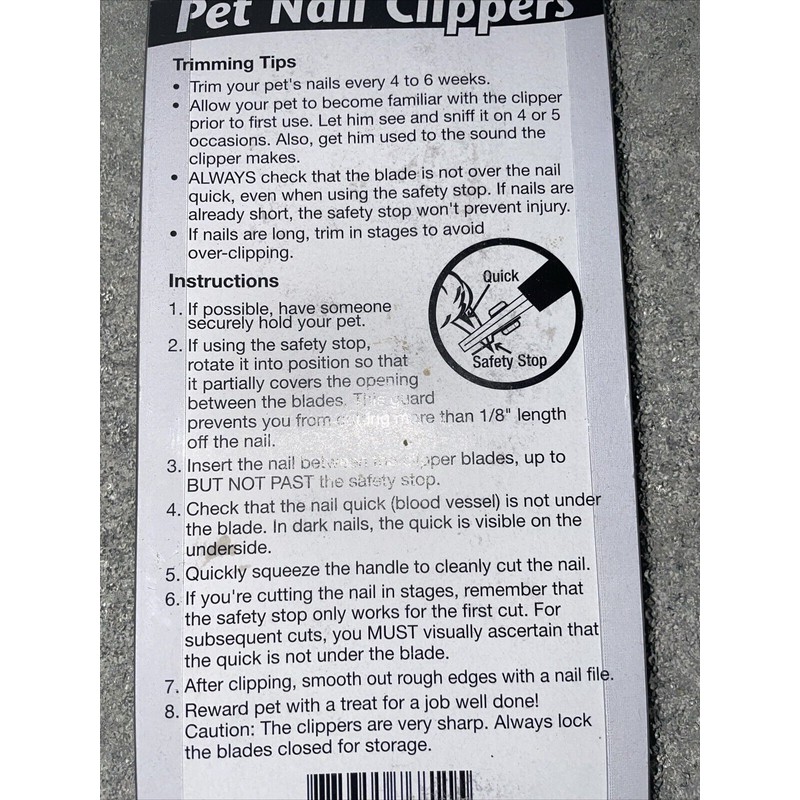 Pet Nail Clippers
Trimming Tips
• Trim your pet's nails every 4 to 6 weeks.
• Allow your pet to become familiar with the clipper
prior to first use. Let him see and sniff it on 4 or 5
occasions. Also, get him used to the sound the
clipper makes.
• ALWAYS check that the blade is not over the nail
quick, even when using the safety stop. If nails are
already short, the safety stop won't prevent injury.
• If nails are long, trim in stages to avoid
over-clipping.
Quick
Safety Stop
Instructions
1. If possible, have someone
securely hold your pet.
2. If using the safety stop,
rotate it into position so that
it partially covers the opening
between the blades. This guard
prevents you from cutting more than 1/8" length
off the nail.
3. Insert the nail between the clipper blades, up to
BUT NOT PAST the safety stop.
4. Check that the nail quick (blood vessel) is not under
the blade. In dark nails, the quick is visible on the
underside.
5. Quickly squeeze the handle to cleanly cut the nail.
6. If you're cutting the nail in stages, remember that
the safety stop only works for the first cut. For
subsequent cuts, you MUST visually ascertain that
the quick is not under the blade.
7. After clipping, smooth out rough edges with a nail file.
8. Reward pet with a treat for a job well done!
Caution: The clippers are very sharp. Always lock
the blades closed for storage.